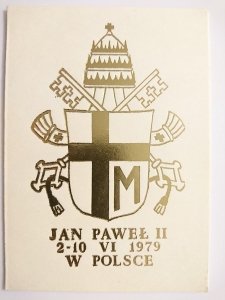 M
JAN PAWEŁ II
2-10 VI 1979
W POLSCE